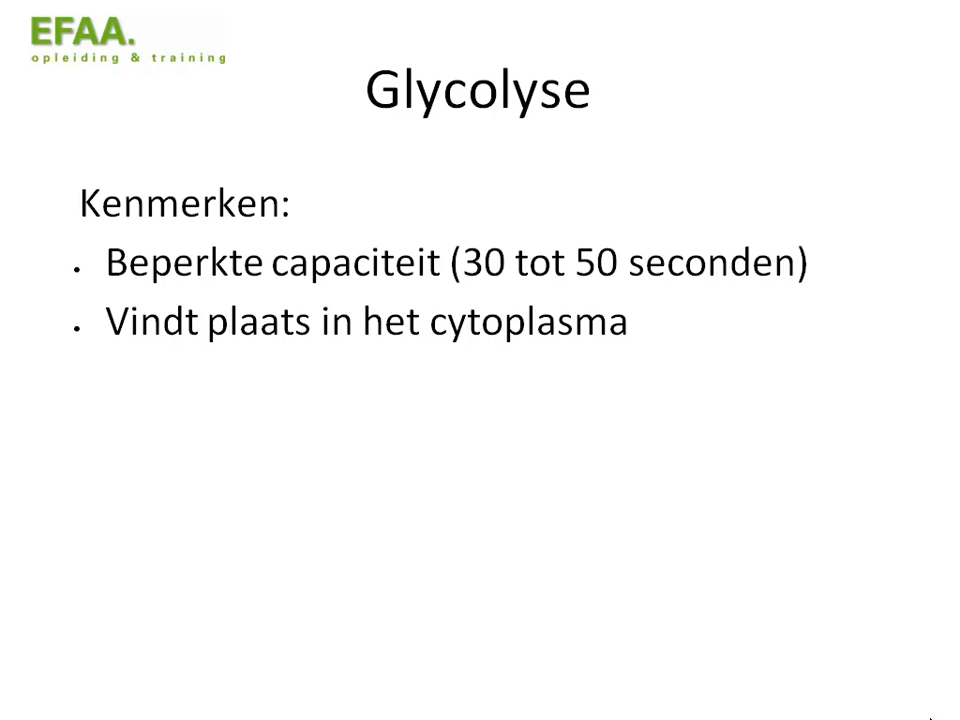 EFAA.
opleiding & training
Glycolyse
Kenmerken:
• Beperkte capaciteit (30 tot 50 seconden)
• Vindt plaats in het cytoplasma